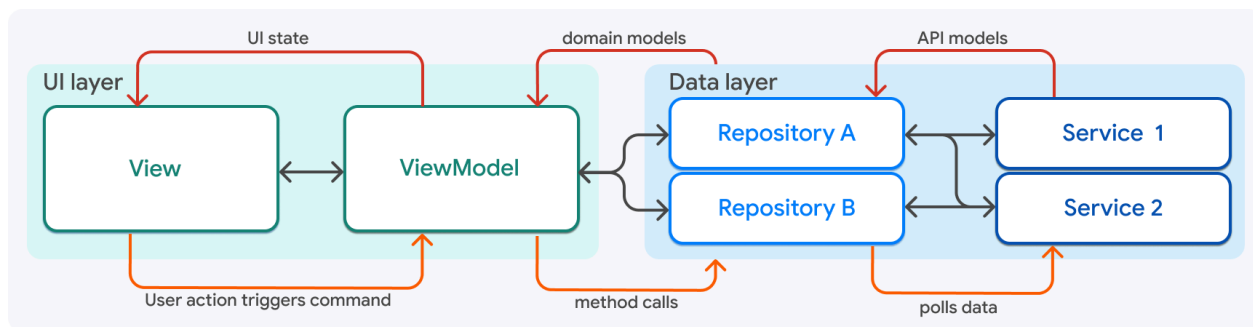 UI state
domain models
API models
UI layer
Data layer
View
ViewModel
Repository A
Service 1
Repository B
Service 2
User action triggers command
method calls
polls data